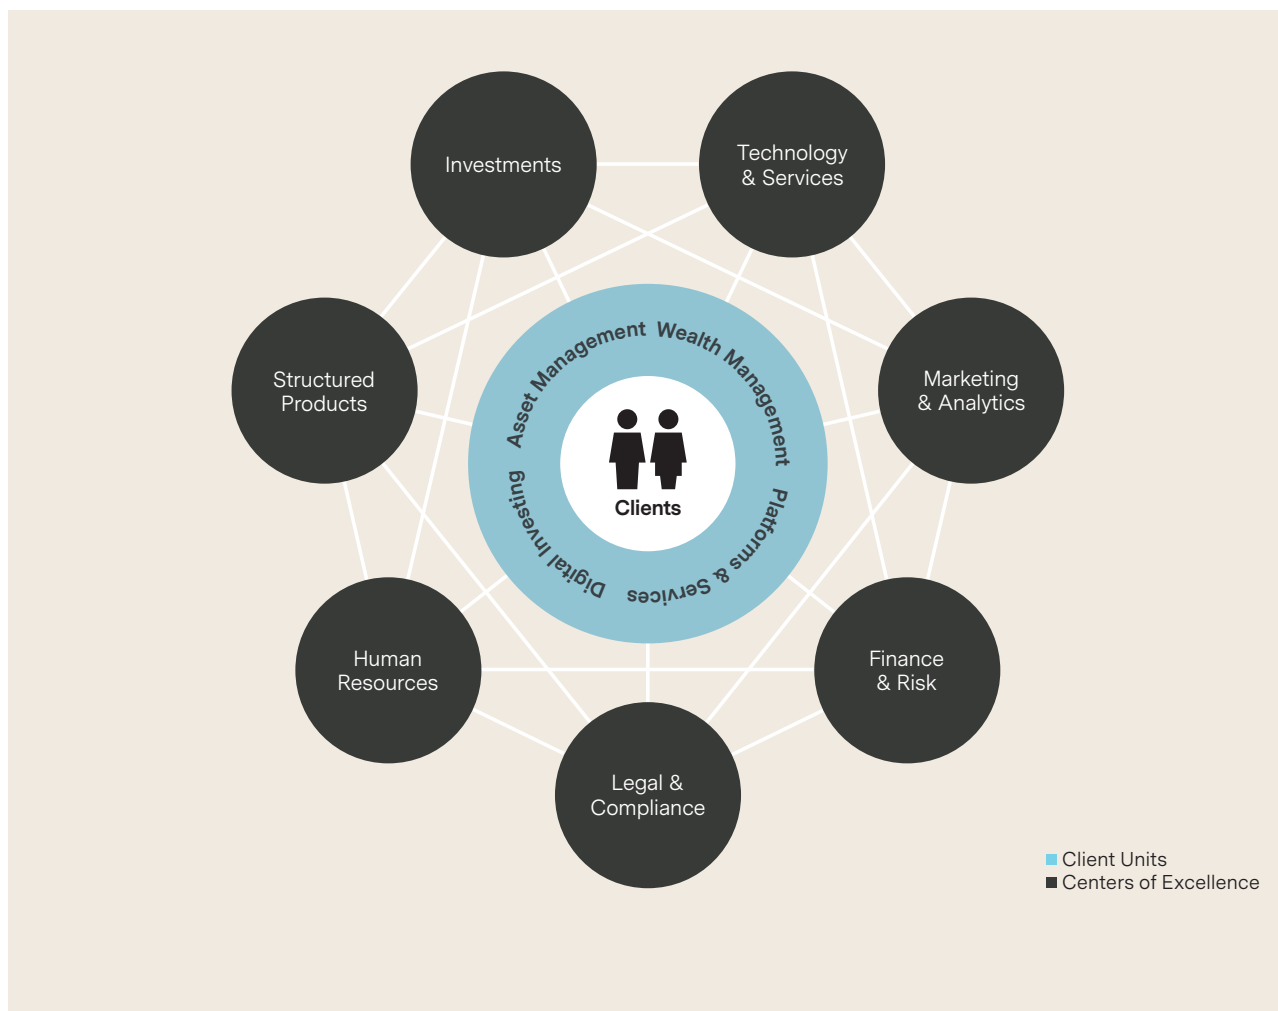 Investments
Technology
& Services
Structured
Products
Asset Management
Wealth Management
Marketing
& Analytics
Digital Investing
Platforms & Services
Clients
Human
Resources
Finance
& Risk
Legal &
Compliance
Client Units
Centers of Excellence